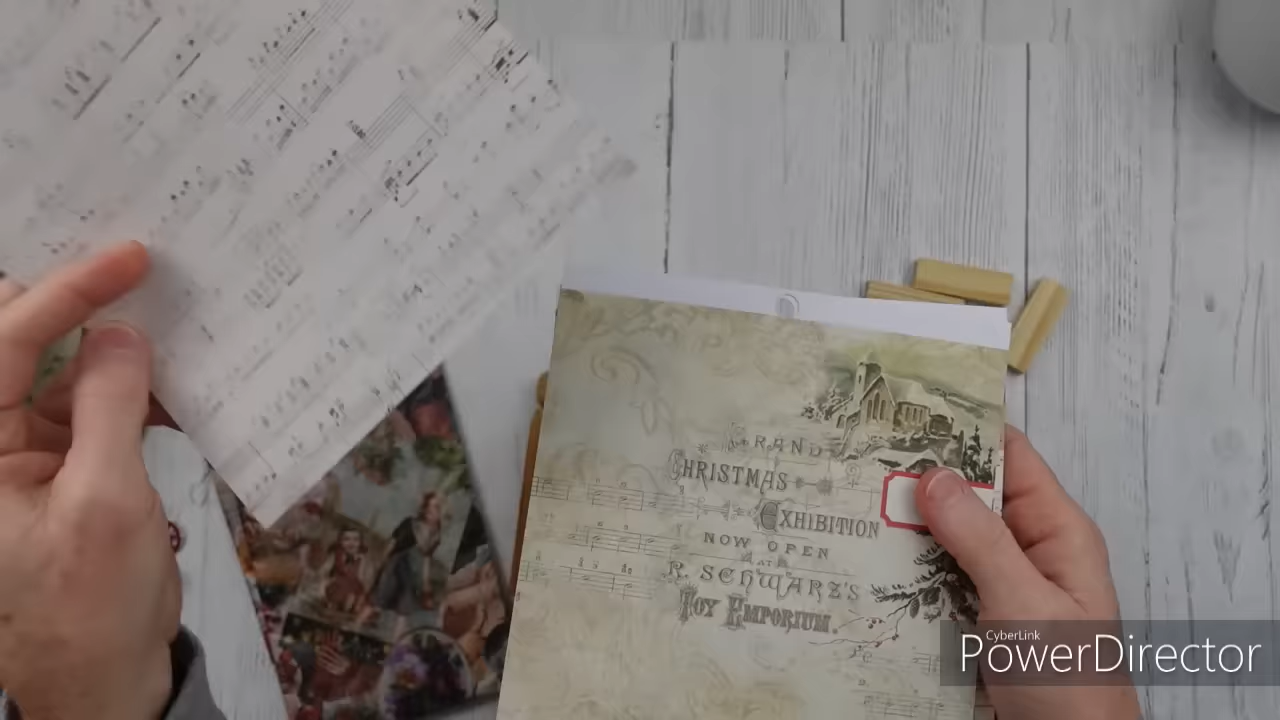 GRAND
CHRISTMAS
EXHIBITION
NOW OPEN
AT
R. SCHWARZ'S
TOY EMPORIUM.
CyberLink
PowerDirector